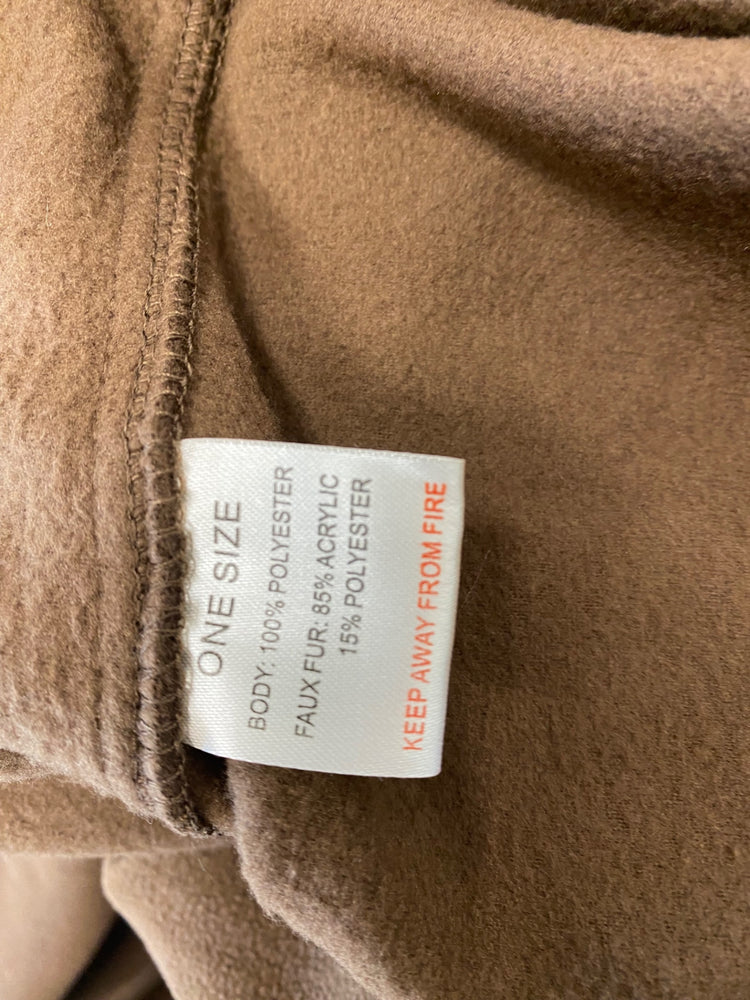 ONE SIZE
BODY: 100% POLYESTER
FAUX FUR: 85% ACRYLIC
15% POLYESTER
KEEP AWAY FROM FIRE